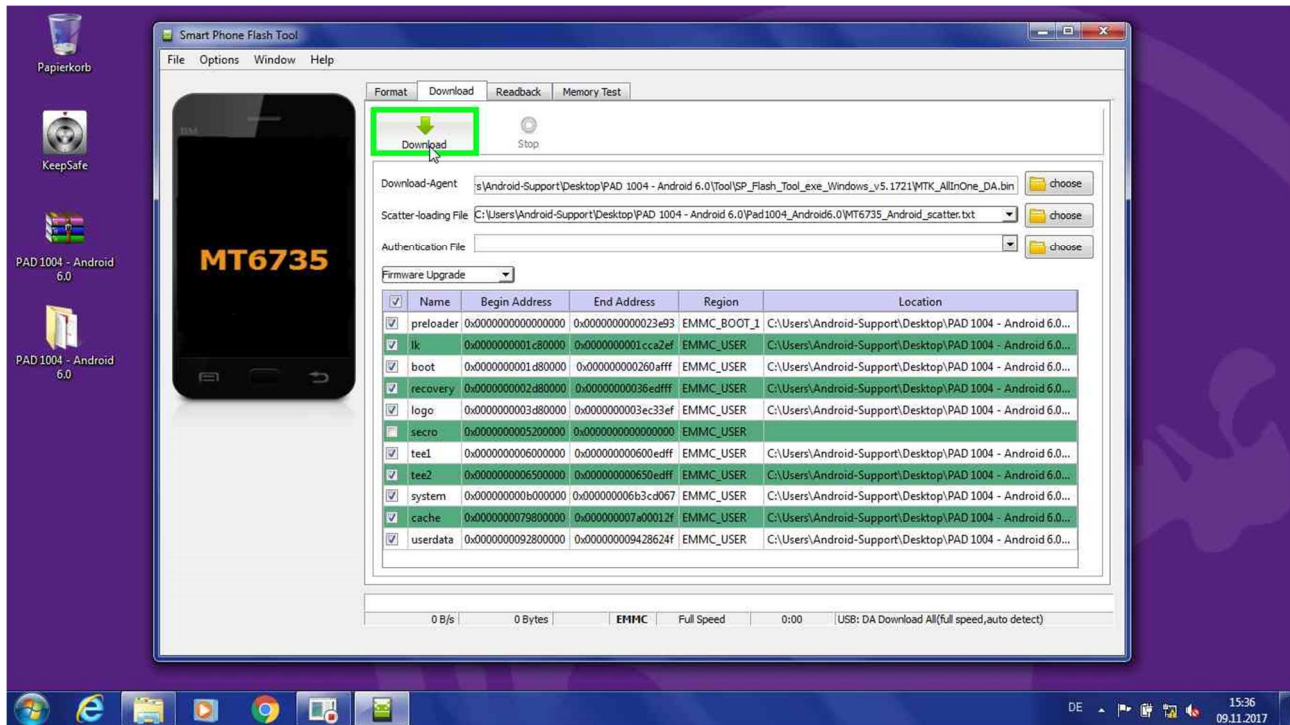 Papierkorb
KeepSafe
PAD 1004 - Android
6.0
PAD 1004 - Android
6.0
Smart Phone Flash Tool
File Options Window Help
BM
MT6735
Format Download Readback Memory Test
Download Stop
Download-Agent s\Android-Support\Desktop\PAD 1004 - Android 6.0\Tool\SP_Flash_Tool_exe_Windows_v5.1721\MTK_AllInOne_DA.bin choose
Scatter-loading File C:\Users\Android-Support\Desktop\PAD 1004 - Android 6.0\Pad1004_Android6.0\MT6735_Android_scatter.txt choose
Authentication File choose
Firmware Upgrade
Name Begin Address End Address Region Location
preloader 0x0000000000000000 0x0000000000023e93 EMMC_BOOT_1 C:\Users\Android-Support\Desktop\PAD 1004 - Android 6.0...
lk 0x0000000001c80000 0x0000000001cca2ef EMMC_USER C:\Users\Android-Support\Desktop\PAD 1004 - Android 6.0...
boot 0x0000000001d80000 0x000000000260afff EMMC_USER C:\Users\Android-Support\Desktop\PAD 1004 - Android 6.0...
recovery 0x0000000002d80000 0x00000000036edfff EMMC_USER C:\Users\Android-Support\Desktop\PAD 1004 - Android 6.0...
logo 0x0000000003d80000 0x0000000003ec33ef EMMC_USER C:\Users\Android-Support\Desktop\PAD 1004 - Android 6.0...
secro 0x0000000005200000 0x0000000000000000 EMMC_USER
tee1 0x0000000006000000 0x000000000600edff EMMC_USER C:\Users\Android-Support\Desktop\PAD 1004 - Android 6.0...
tee2 0x0000000006500000 0x000000000650edff EMMC_USER C:\Users\Android-Support\Desktop\PAD 1004 - Android 6.0...
system 0x000000000b000000 0x000000006b3cd067 EMMC_USER C:\Users\Android-Support\Desktop\PAD 1004 - Android 6.0...
cache 0x0000000079800000 0x000000007a00012f EMMC_USER C:\Users\Android-Support\Desktop\PAD 1004 - Android 6.0...
userdata 0x0000000092800000 0x000000009428624f EMMC_USER C:\Users\Android-Support\Desktop\PAD 1004 - Android 6.0...
0 B/s 0 Bytes EMMC Full Speed 0:00 USB: DA Download All(full speed,auto detect)
DE 15:36
09.11.2017